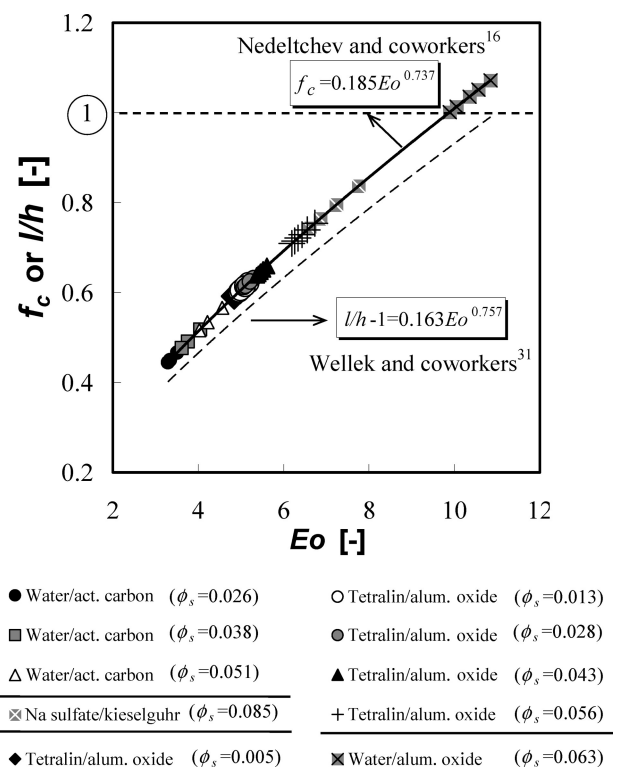 1.2
Nedeltchev and coworkers16
f c =0.185Eo 0.737
1
0.8
0.6
0.4
0.2
fc or l/h [-]
l/h -1=0.163Eo 0.757
Wellek and coworkers31
2 4 6 8 10 12
Eo [-]
Water/act. carbon (ϕs=0.026)
Tetralin/alum. oxide (ϕs=0.013)
Water/act. carbon (ϕs=0.038)
Tetralin/alum. oxide (ϕs=0.028)
Water/act. carbon (ϕs=0.051)
Tetralin/alum. oxide (ϕs=0.043)
Na sulfate/kieselguhr (ϕs=0.085)
Tetralin/alum. oxide (ϕs=0.056)
Tetralin/alum. oxide (ϕs=0.005)
Water/alum. oxide (ϕs=0.063)